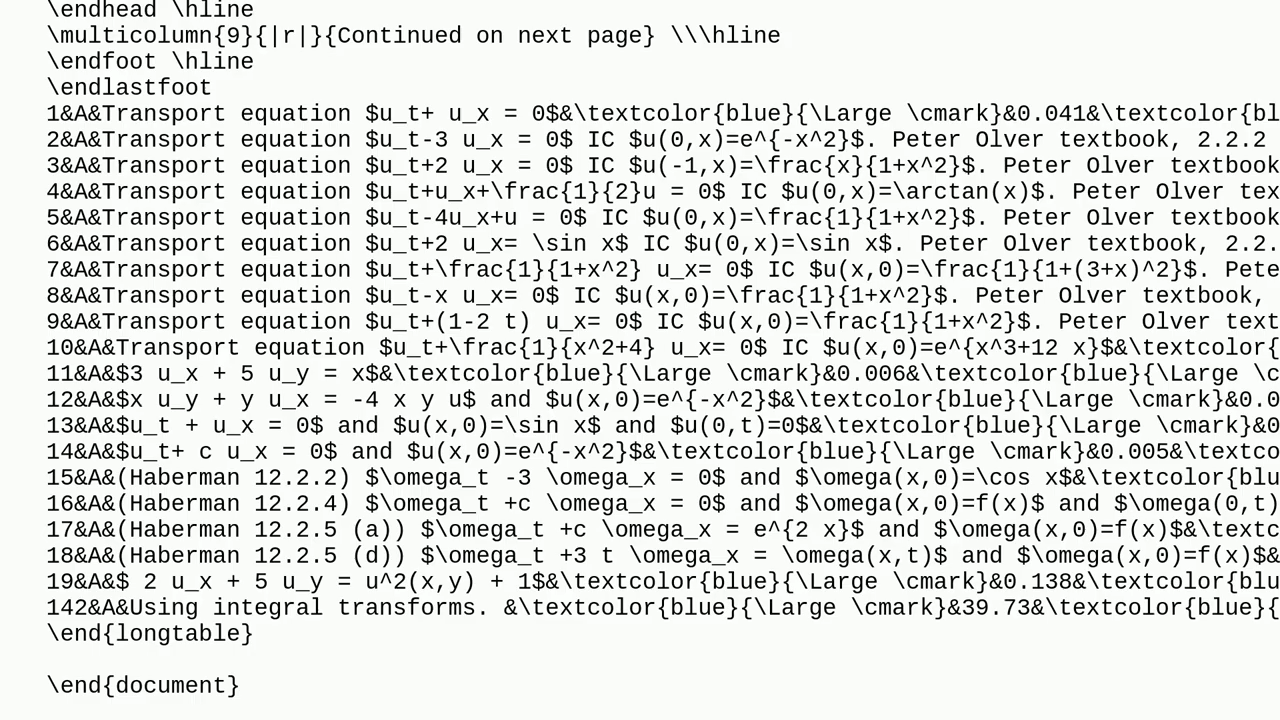 \endhead \hline
\multicolumn{9}{|r|}{Continued on next page} \\\hline
\endfoot \hline
\endlastfoot
1&A&Transport equation $u_t+ u_x = 0$&\textcolor{blue}{\Large \cmark}&0.041&\textcolor{bl
2&A&Transport equation $u_t-3 u_x = 0$ IC $u(0,x)=e^{-x^2}$. Peter Olver textbook, 2.2.2
3&A&Transport equation $u_t+2 u_x = 0$ IC $u(-1,x)=\frac{x}{1+x^2}$. Peter Olver textbook
4&A&Transport equation $u_t+u_x+\frac{1}{2}u = 0$ IC $u(0,x)=\arctan(x)$. Peter Olver tex
5&A&Transport equation $u_t-4u_x+u = 0$ IC $u(0,x)=\frac{1}{1+x^2}$. Peter Olver textbook
6&A&Transport equation $u_t+2 u_x= \sin x$ IC $u(0,x)=\sin x$. Peter Olver textbook, 2.2.
7&A&Transport equation $u_t+\frac{1}{1+x^2} u_x= 0$ IC $u(x,0)=\frac{1}{1+(3+x)^2}$. Pete
8&A&Transport equation $u_t-x u_x= 0$ IC $u(x,0)=\frac{1}{1+x^2}$. Peter Olver textbook,
9&A&Transport equation $u_t+(1-2 t) u_x= 0$ IC $u(x,0)=\frac{1}{1+x^2}$. Peter Olver text
10&A&Transport equation $u_t+\frac{1}{x^2+4} u_x= 0$ IC $u(x,0)=e^{x^3+12 x}$&\textcolor{
11&A&$3 u_x + 5 u_y = x$&\textcolor{blue}{\Large \cmark}&0.006&\textcolor{blue}{\Large \c
12&A&$x u_y + y u_x = -4 x y u$ and $u(x,0)=e^{-x^2}$&\textcolor{blue}{\Large \cmark}&0.0
13&A&$u_t + u_x = 0$ and $u(x,0)=\sin x$ and $u(0,t)=0$&\textcolor{blue}{\Large \cmark}&0
14&A&$u_t+ c u_x = 0$ and $u(x,0)=e^{-x^2}$&\textcolor{blue}{\Large \cmark}&0.005&\textco
15&A&(Haberman 12.2.2) $\omega_t -3 \omega_x = 0$ and $\omega(x,0)=\cos x$&\textcolor{blu
16&A&(Haberman 12.2.4) $\omega_t +c \omega_x = 0$ and $\omega(x,0)=f(x)$ and $\omega(0,t)
17&A&(Haberman 12.2.5 (a)) $\omega_t +c \omega_x = e^{2 x}$ and $\omega(x,0)=f(x)$&\textc
18&A&(Haberman 12.2.5 (d)) $\omega_t +3 t \omega_x = \omega(x,t)$ and $\omega(x,0)=f(x)$&
19&A&$ 2 u_x + 5 u_y = u^2(x,y) + 1$&\textcolor{blue}{\Large \cmark}&0.138&\textcolor{blu
142&A&Using integral transforms. &\textcolor{blue}{\Large \cmark}&39.73&\textcolor{blue}{
\end{longtable}
\end{document}